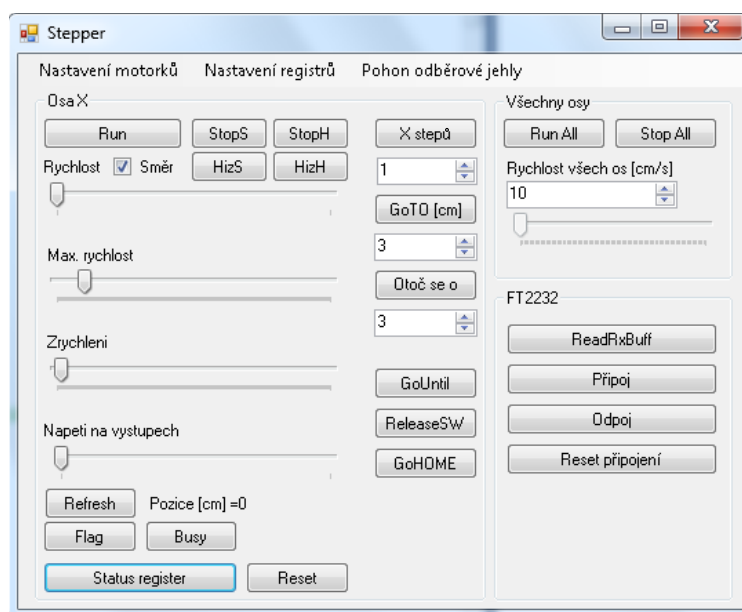 Stepper
Nastavení motorků Nastavení registrů Pohon odběrové jehly
Osa X
Run StopS StopH X stepů
Rychlost Směr HizS HizH 1
GoTO [cm]
Max. rychlost 3
Otoč se o
3
Zrychleni
GoUntil
Napeti na vystupech ReleaseSW
GoHOME
Refresh Pozice [cm] =0
Flag Busy
Status register Reset
Všechny osy
Run All Stop All
Rychlost všech os [cm/s]
10
FT2232
ReadRxBuff
Připoj
Odpoj
Reset připojení